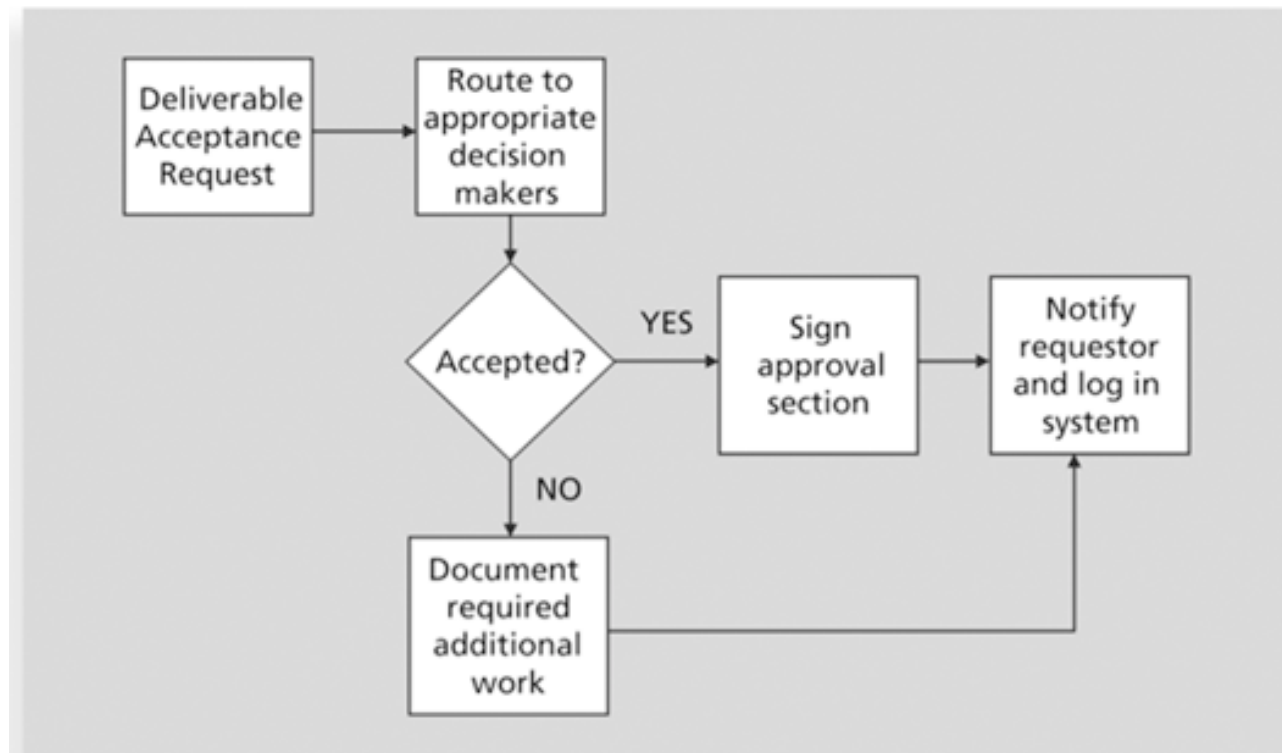 Deliverable
Acceptance
Request
Route to
appropriate
decision
makers
Accepted?
YES
Sign
approval
section
Notify
requestor
and log in
system
NO
Document
required
additional
work